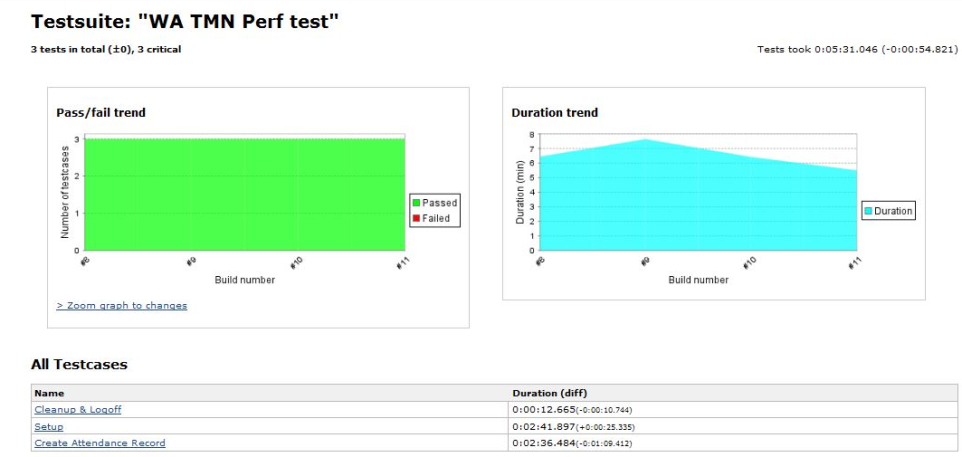 Testsuite: "WA TMN Perf test"
3 tests in total (±0), 3 critical
Tests took 0:05:31.046 (-0:00:54.821)
Pass/fail trend
Number of testcases
3
2
1
0
#8
#9
#10
#11
Build number
Passed
Failed
> Zoom graph to changes
Duration trend
Duration (min)
8
7
6
5
4
3
2
1
0
#8
#9
#10
#11
Build number
Duration
All Testcases
Name Duration (diff)
Cleanup & Logoff 0:00:12.665(-0:00:10.744)
Setup 0:02:41.897(+0:00:25.335)
Create Attendance Record 0:02:36.484(-0:01:09.412)